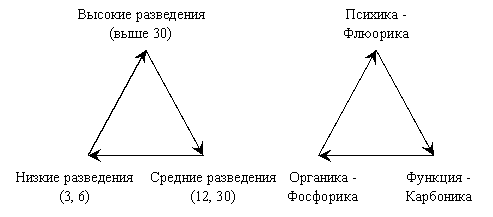 Высокие разведения
(выше 30)
Психика -
Флюорика
Низкие разведения
(3, 6)
Средние разведения
(12, 30)
Органика -
Фосфорика
Функция -
Карбоника